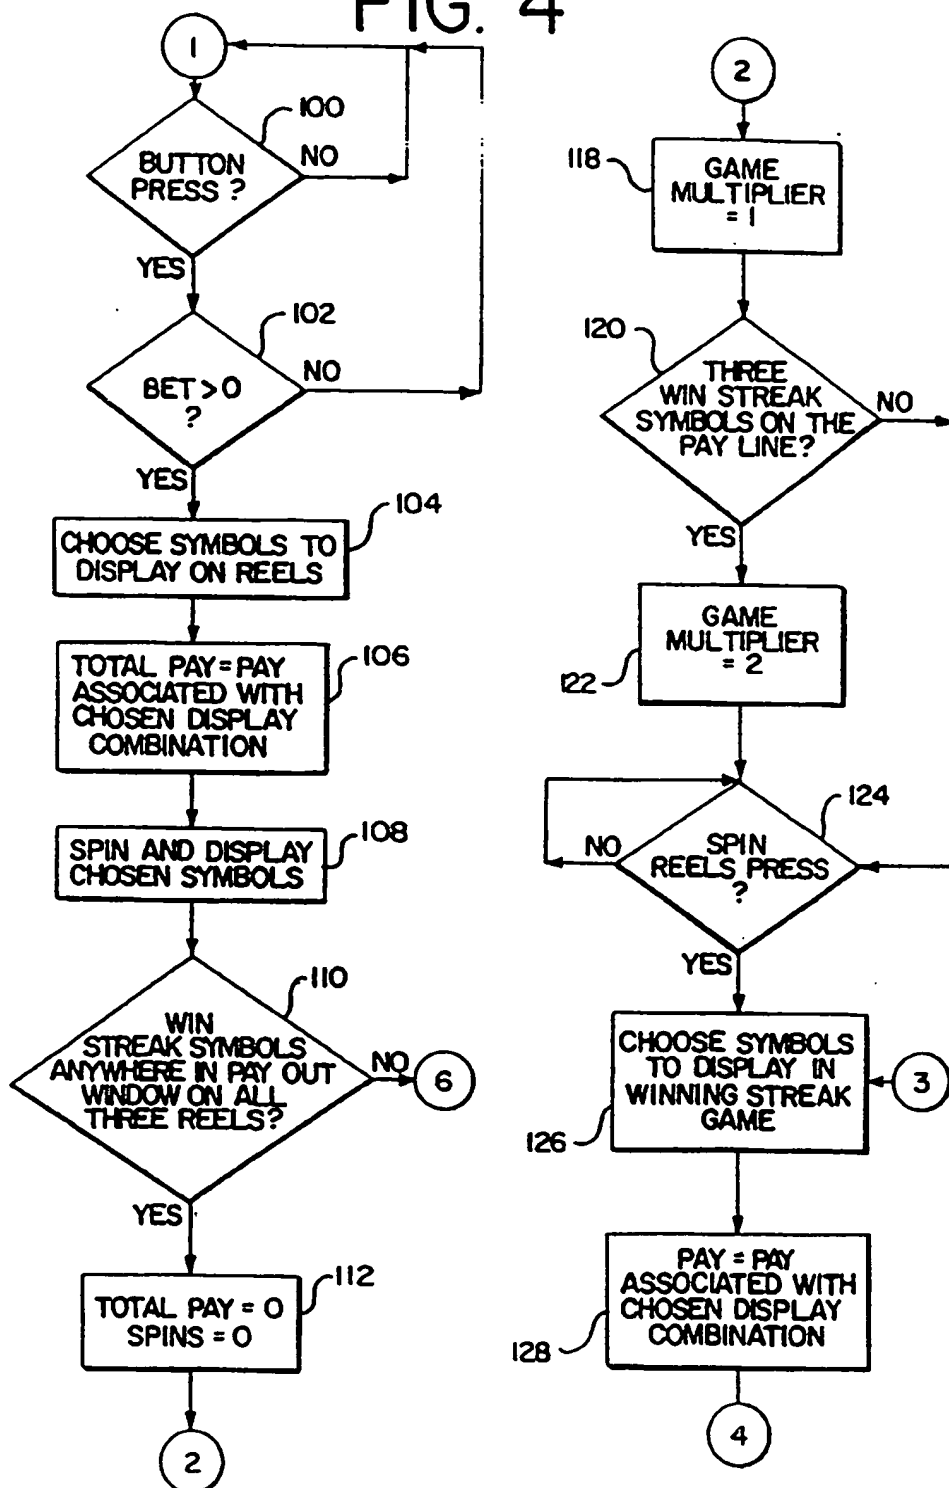 FIG. 4
1
100
BUTTON
PRESS ?
NO
YES
102
BET > 0
?
NO
YES
104
CHOOSE SYMBOLS TO
DISPLAY ON REELS
106
TOTAL PAY = PAY
ASSOCIATED WITH
CHOSEN DISPLAY
COMBINATION
108
SPIN AND DISPLAY
CHOSEN SYMBOLS
110
WIN
STREAK SYMBOLS
ANYWHERE IN PAY OUT
WINDOW ON ALL
THREE REELS?
NO
6
YES
112
TOTAL PAY = 0
SPINS = 0
2
2
118
GAME
MULTIPLIER
= 1
120
THREE
WIN STREAK
SYMBOLS ON THE
PAY LINE?
NO
YES
GAME
MULTIPLIER
= 2
122
124
SPIN
REELS PRESS
?
NO
YES
CHOOSE SYMBOLS
TO DISPLAY IN
WINNING STREAK
GAME
3
126
PAY = PAY
ASSOCIATED WITH
CHOSEN DISPLAY
COMBINATION
128
4